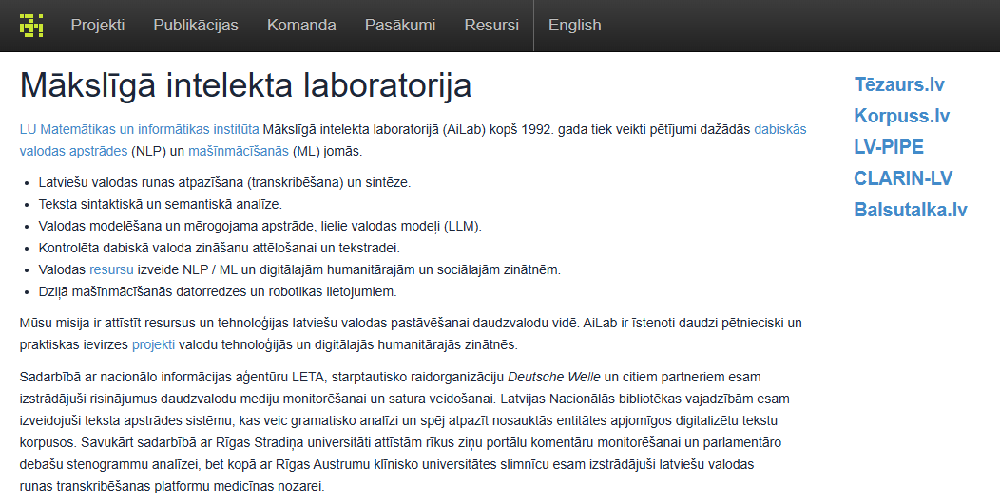 Projekti Publikācijas Komanda Pasākumi Resursi English
Mākslīgā intelekta laboratorija
LU Matemātikas un informātikas institūta Mākslīgā intelekta laboratorijā (AiLab) kopš 1992. gada tiek veikti pētījumi dažādās dabiskās
valodas apstrādes (NLP) un mašīnmācīšanās (ML) jomās.
Latviešu valodas runas atpazīšana (transkribēšana) un sintēze.
Teksta sintaktiskā un semantiskā analīze.
Valodas modelēšana un mērogojama apstrāde, lielie valodas modeļi (LLM).
Kontrolēta dabiskā valoda zināšanu attēlošanai un tekstradei.
Valodas resursu izveide NLP / ML un digitālajām humanitārajām un sociālajām zinātnēm.
Dziļā mašīnmācīšanās datorredzes un robotikas lietojumiem.
Mūsu misija ir attīstīt resursus un tehnoloģijas latviešu valodas pastāvēšanai daudzvalodu vidē. AiLab ir īstenoti daudzi pētnieciski un
praktiskas ievirzes projekti valodu tehnoloģijās un digitālajās humanitārajās zinātnēs.
Sadarbībā ar nacionālo informācijas aģentūru LETA, starptautisko raidorganizāciju Deutsche Welle un citiem partneriem esam
izstrādājuši risinājumus daudzvalodu mediju monitorēšanai un satura veidošanai. Latvijas Nacionālās bibliotēkas vajadzībām esam
izveidojuši teksta apstrādes sistēmu, kas veic gramatisko analīzi un spēj atpazīt nosauktās entitātes apjomīgos digitalizētu tekstu
korpusos. Savukārt sadarbībā ar Rīgas Stradiņa universitāti attīstām rīkus ziņu portālu komentāru monitorēšanai un parlamentāro
debašu stenogrammu analīzei, bet kopā ar Rīgas Austrumu klīnisko universitātes slimnīcu esam izstrādājuši latviešu valodas
runas transkribēšanas platformu medicīnas nozarei.
Tēzaurs.lv
Korpuss.lv
LV-PIPE
CLARIN-LV
Balsutalka.lv